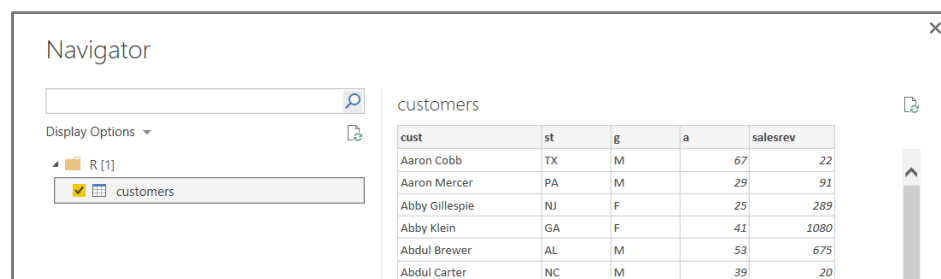 Navigator
customers
Display Options
cust st g a salesrev
R [1]
customers
Aaron Cobb TX M 67 22
Aaron Mercer PA M 29 91
Abby Gillespie NJ F 25 289
Abby Klein GA F 41 1080
Abdul Brewer AL M 53 675
Abdul Carter NC M 39 20